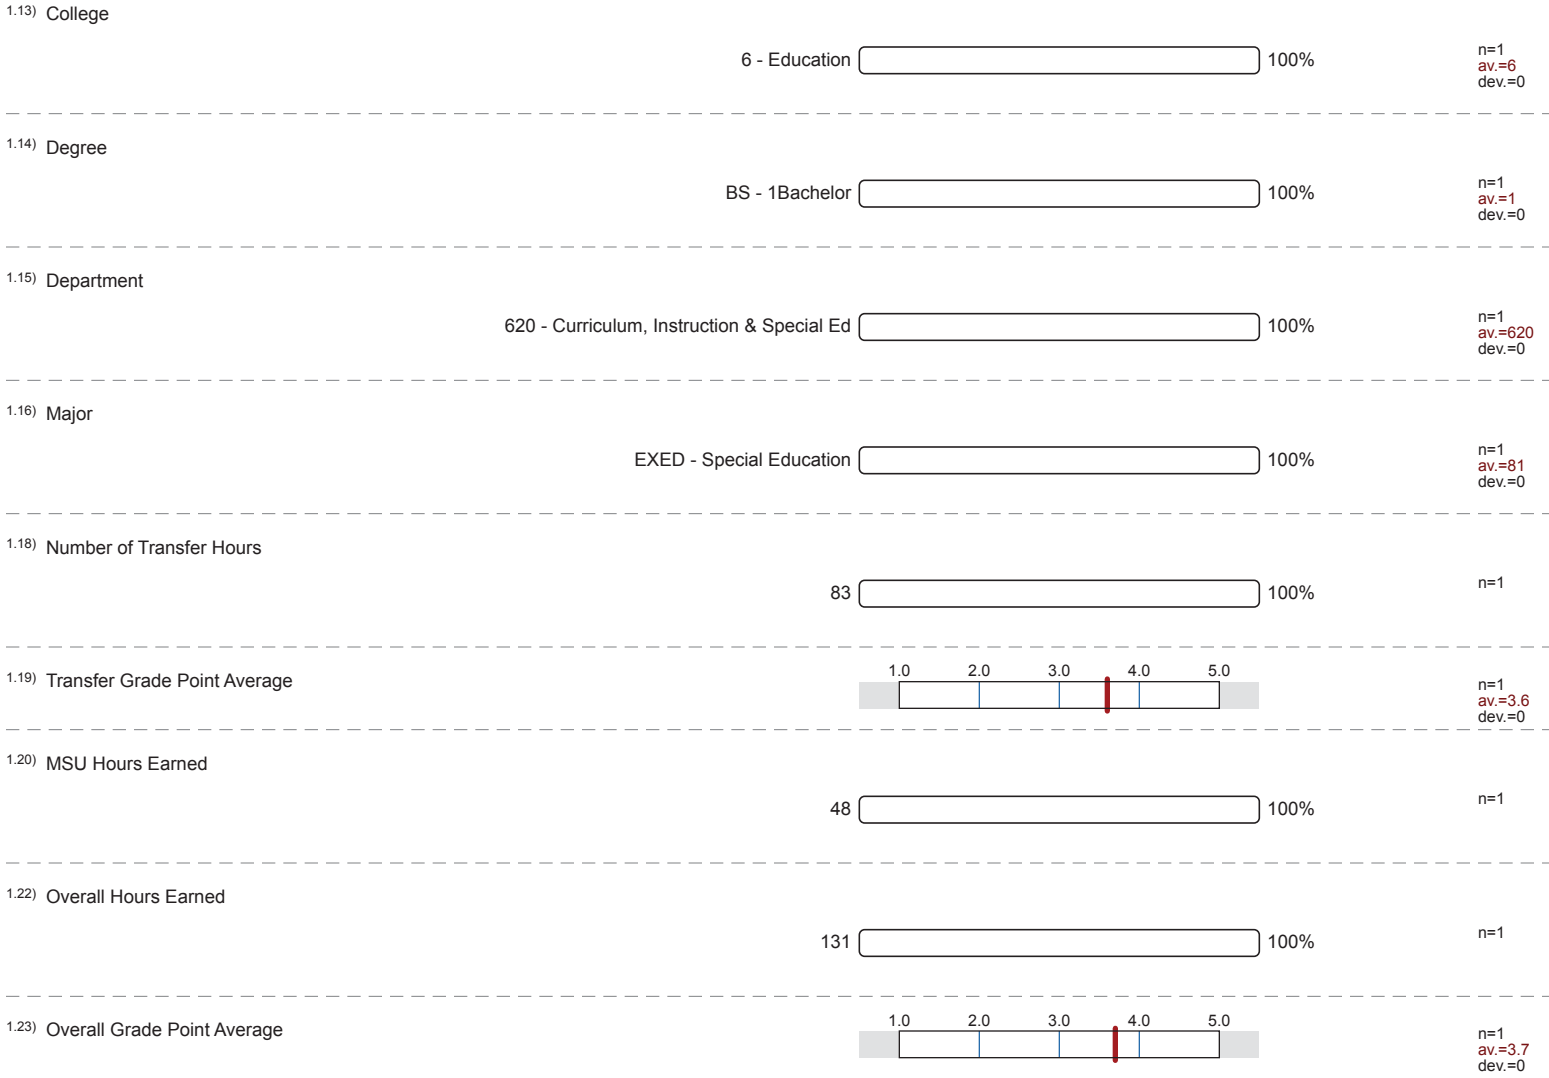 1.13) College
6 - Education 100%
n=1
av.=6
dev.=0
1.14) Degree
BS - 1Bachelor 100%
n=1
av.=1
dev.=0
1.15) Department
620 - Curriculum, Instruction & Special Ed 100%
n=1
av.=620
dev.=0
1.16) Major
EXED - Special Education 100%
n=1
av.=81
dev.=0
1.18) Number of Transfer Hours
83 100%
n=1
1.19) Transfer Grade Point Average
1.0 2.0 3.0 4.0 5.0
n=1
av.=3.6
dev.=0
1.20) MSU Hours Earned
48 100%
n=1
1.22) Overall Hours Earned
131 100%
n=1
1.23) Overall Grade Point Average
1.0 2.0 3.0 4.0 5.0
n=1
av.=3.7
dev.=0